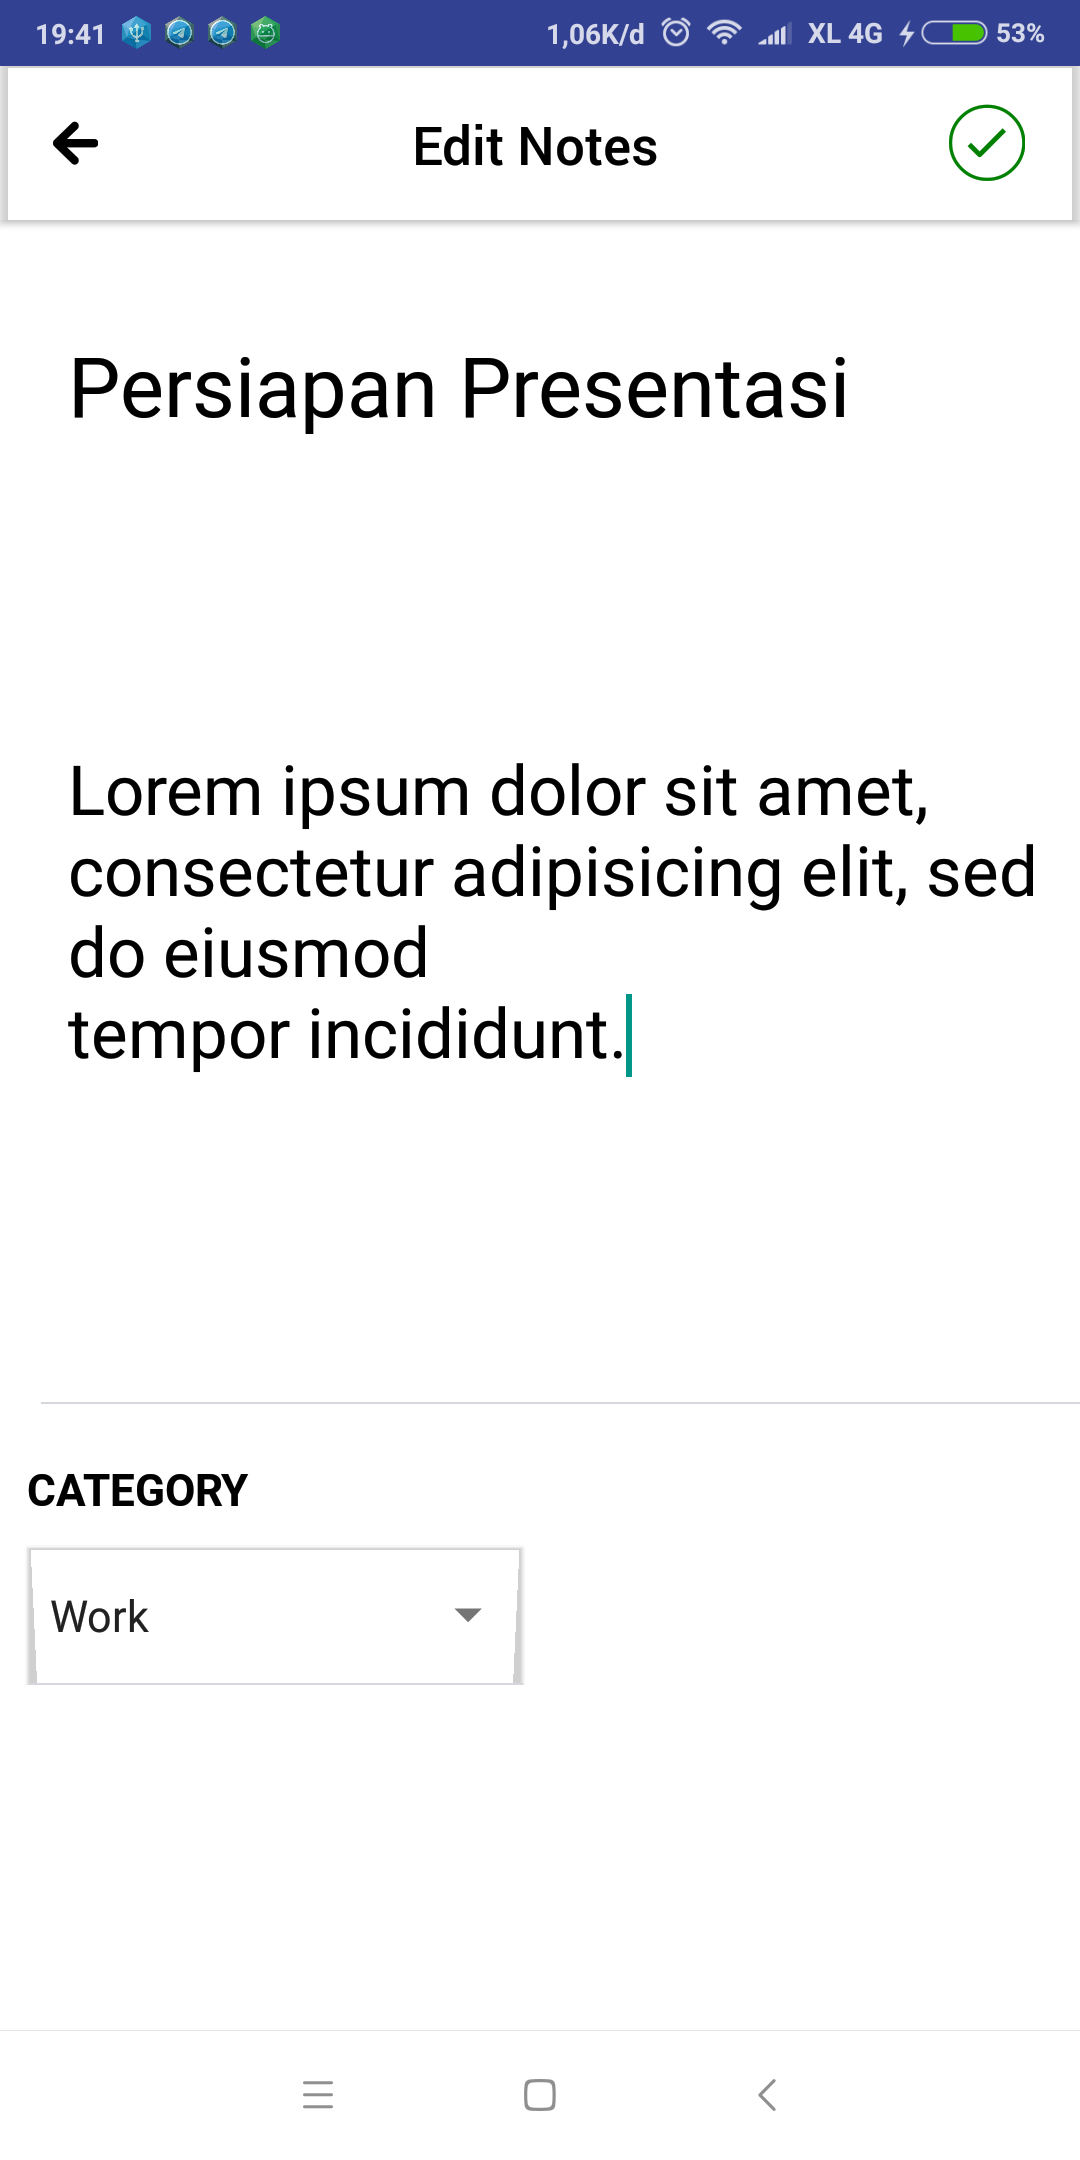 19:41 1,06K/d XL 4G 53%
Edit Notes
Persiapan Presentasi
Lorem ipsum dolor sit amet,
consectetur adipisicing elit, sed
do eiusmod
tempor incididunt.
CATEGORY
Work